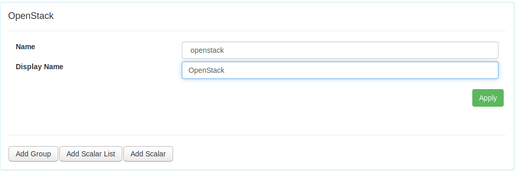 OpenStack
Name openstack
Display Name OpenStack
Apply
Add Group Add Scalar List Add Scalar